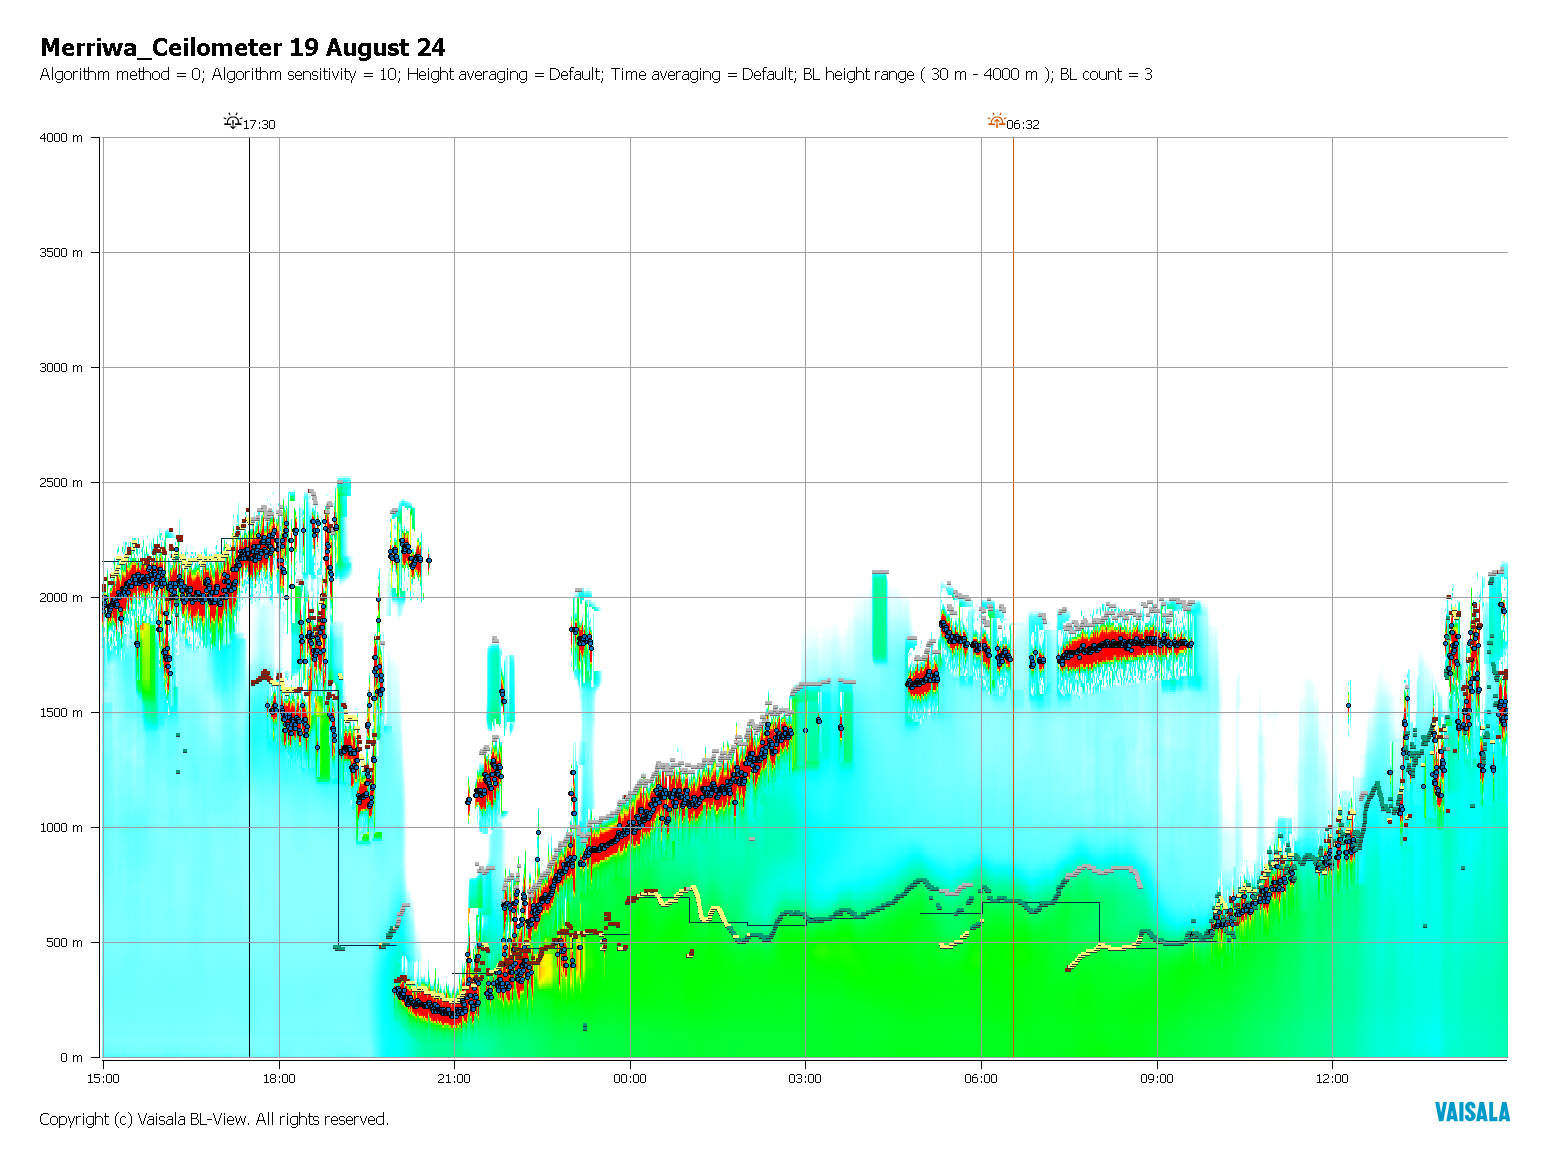 Merriwa_Ceilometer 19 August 24
Algorithm method = 0; Algorithm sensitivity = 10; Height averaging = Default; Time averaging = Default; BL height range ( 30 m - 4000 m ); BL count = 3
17:30
06:32
4000 m
3500 m
3000 m
2500 m
2000 m
1500 m
1000 m
500 m
0 m
15:00
18:00
21:00
00:00
03:00
06:00
09:00
12:00
Copyright (c) Vaisala BL-View. All rights reserved.
VAISALA